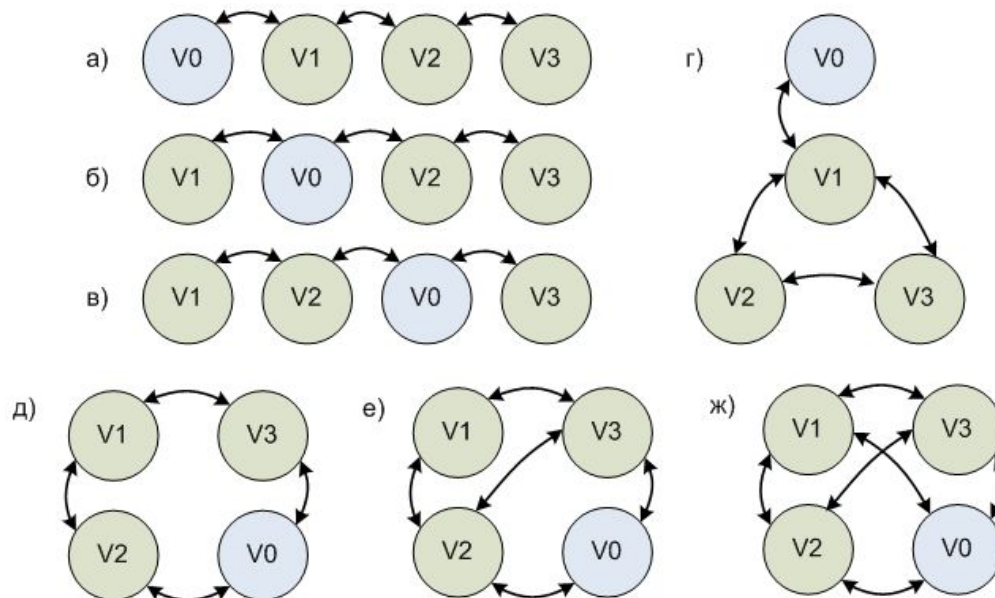 а) V0 V1 V2 V3
г) V0
б) V1 V0 V2 V3
V1
в) V1 V2 V0 V3
V2 V3
д) V1 V3
е) V1 V3
ж) V1 V3
V2 V0
V2 V0
V2 V0